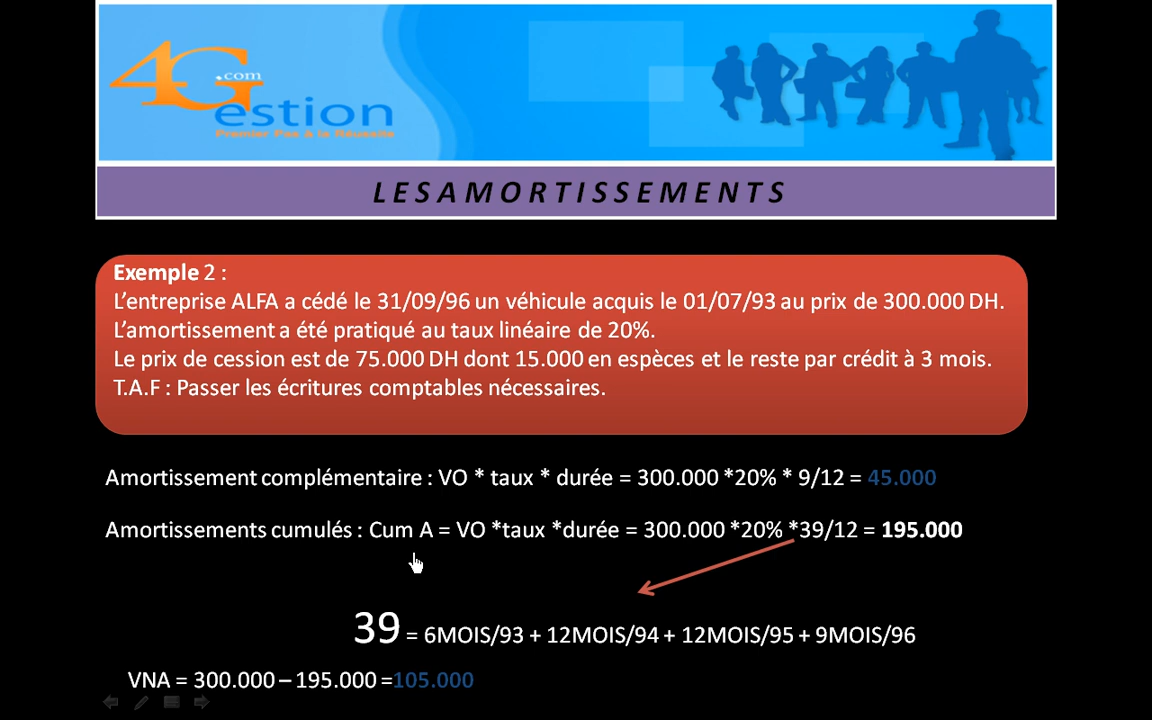 4Gestion
.com
Premier Pas à la Réussite
LESAMORTISSEMENTS
Exemple 2 :
L'entreprise ALFA a cédé le 31/09/96 un véhicule acquis le 01/07/93 au prix de 300.000 DH.
L'amortissement a été pratiqué au taux linéaire de 20%.
Le prix de cession est de 75.000 DH dont 15.000 en espèces et le reste par crédit à 3 mois.
T.A.F : Passer les écritures comptables nécessaires.
Amortissement complémentaire : VO * taux * durée = 300.000 *20% * 9/12 = 45.000
Amortissements cumulés : Cum A = VO *taux *durée = 300.000 *20% *39/12 = 195.000
39 = 6MOIS/93 + 12MOIS/94 + 12MOIS/95 + 9MOIS/96
VNA = 300.000 – 195.000 =105.000